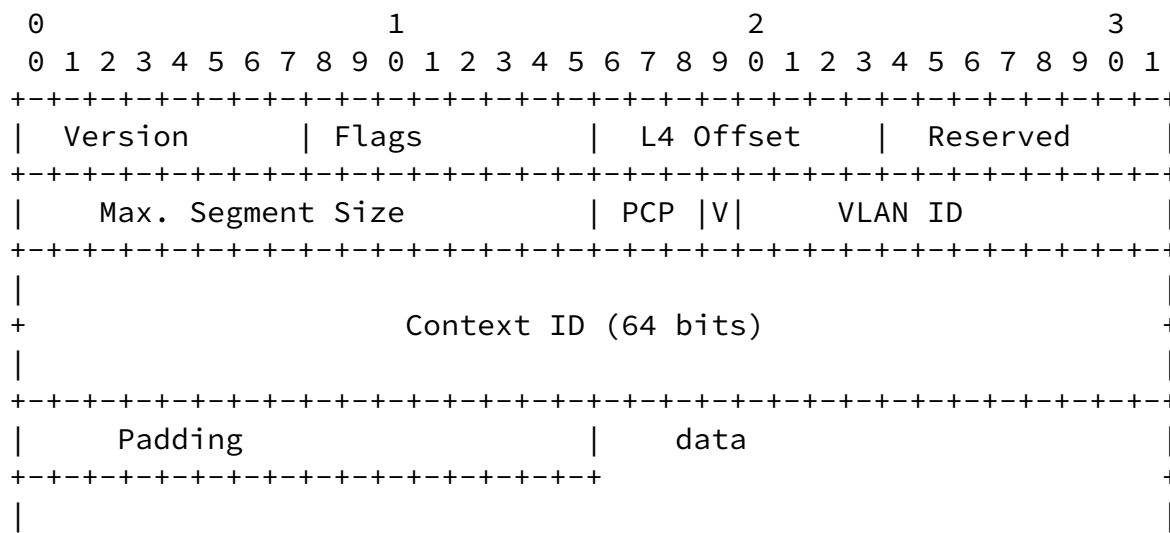 0                   1                   2                   3
0 1 2 3 4 5 6 7 8 9 0 1 2 3 4 5 6 7 8 9 0 1 2 3 4 5 6 7 8 9 0 1
+-+-+-+-+-+-+-+-+-+-+-+-+-+-+-+-+-+-+-+-+-+-+-+-+-+-+-+-+-+-+-+-+
|  Version      | Flags         |  L4 Offset    |  Reserved     |
+-+-+-+-+-+-+-+-+-+-+-+-+-+-+-+-+-+-+-+-+-+-+-+-+-+-+-+-+-+-+-+-+
|    Max. Segment Size          | PCP |V|     VLAN ID           |
+-+-+-+-+-+-+-+-+-+-+-+-+-+-+-+-+-+-+-+-+-+-+-+-+-+-+-+-+-+-+-+-+
|                                                               |
+                     Context ID (64 bits)                      +
|                                                               |
+-+-+-+-+-+-+-+-+-+-+-+-+-+-+-+-+-+-+-+-+-+-+-+-+-+-+-+-+-+-+-+-+
|     Padding                   |    data                       |
+-+-+-+-+-+-+-+-+-+-+-+-+-+-+-+-+                               +
|                                                               |